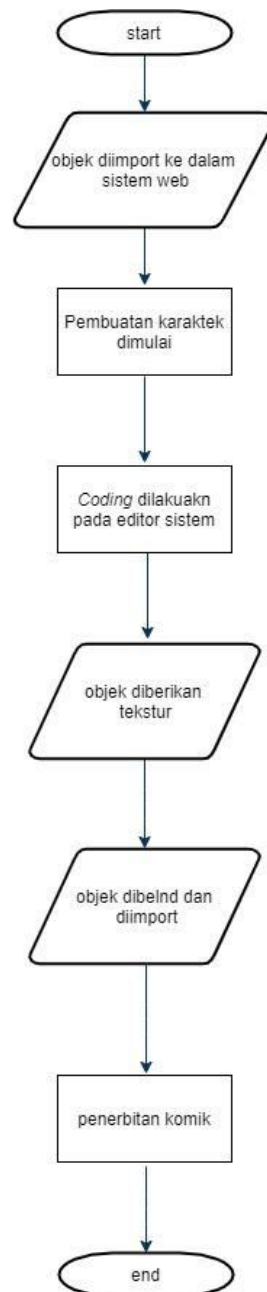 start
objek diimport ke dalam
sistem web
Pembuatan karaktek
dimulai
Coding dilakuakn
pada editor sistem
objek diberikan
tekstur
objek dibelnd dan
diimport
penerbitan komik
end